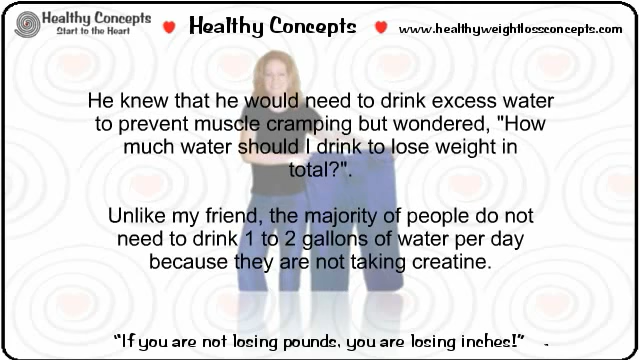 Healthy Concepts
Start to the Heart
Healthy Concepts
www.healthyweightlossconcepts.com
He knew that he would need to drink excess water
to prevent muscle cramping but wondered, "How
much water should I drink to lose weight in
total?".
Unlike my friend, the majority of people do not
need to drink 1 to 2 gallons of water per day
because they are not taking creatine.
"If you are not losing pounds, you are losing inches!"